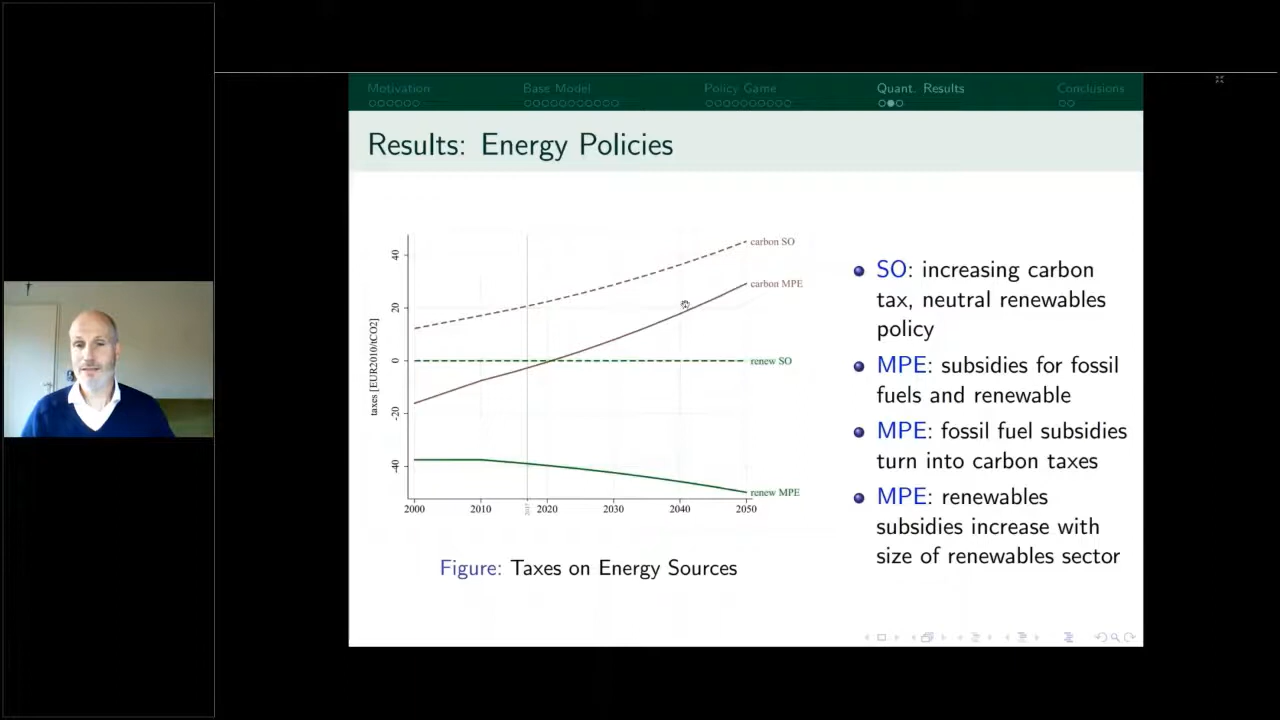 Motivation Base Model Policy Game Quant. Results Conclusions
Results: Energy Policies
carbon SO
carbon MPE
renew SO
renew MPE
taxes [EUR2010/tCO2]
40
20
0
-20
-40
2000 2010 2017 2020 2030 2040 2050
Figure: Taxes on Energy Sources
SO: increasing carbon
tax, neutral renewables
policy
MPE: subsidies for fossil
fuels and renewable
MPE: fossil fuel subsidies
turn into carbon taxes
MPE: renewables
subsidies increase with
size of renewables sector